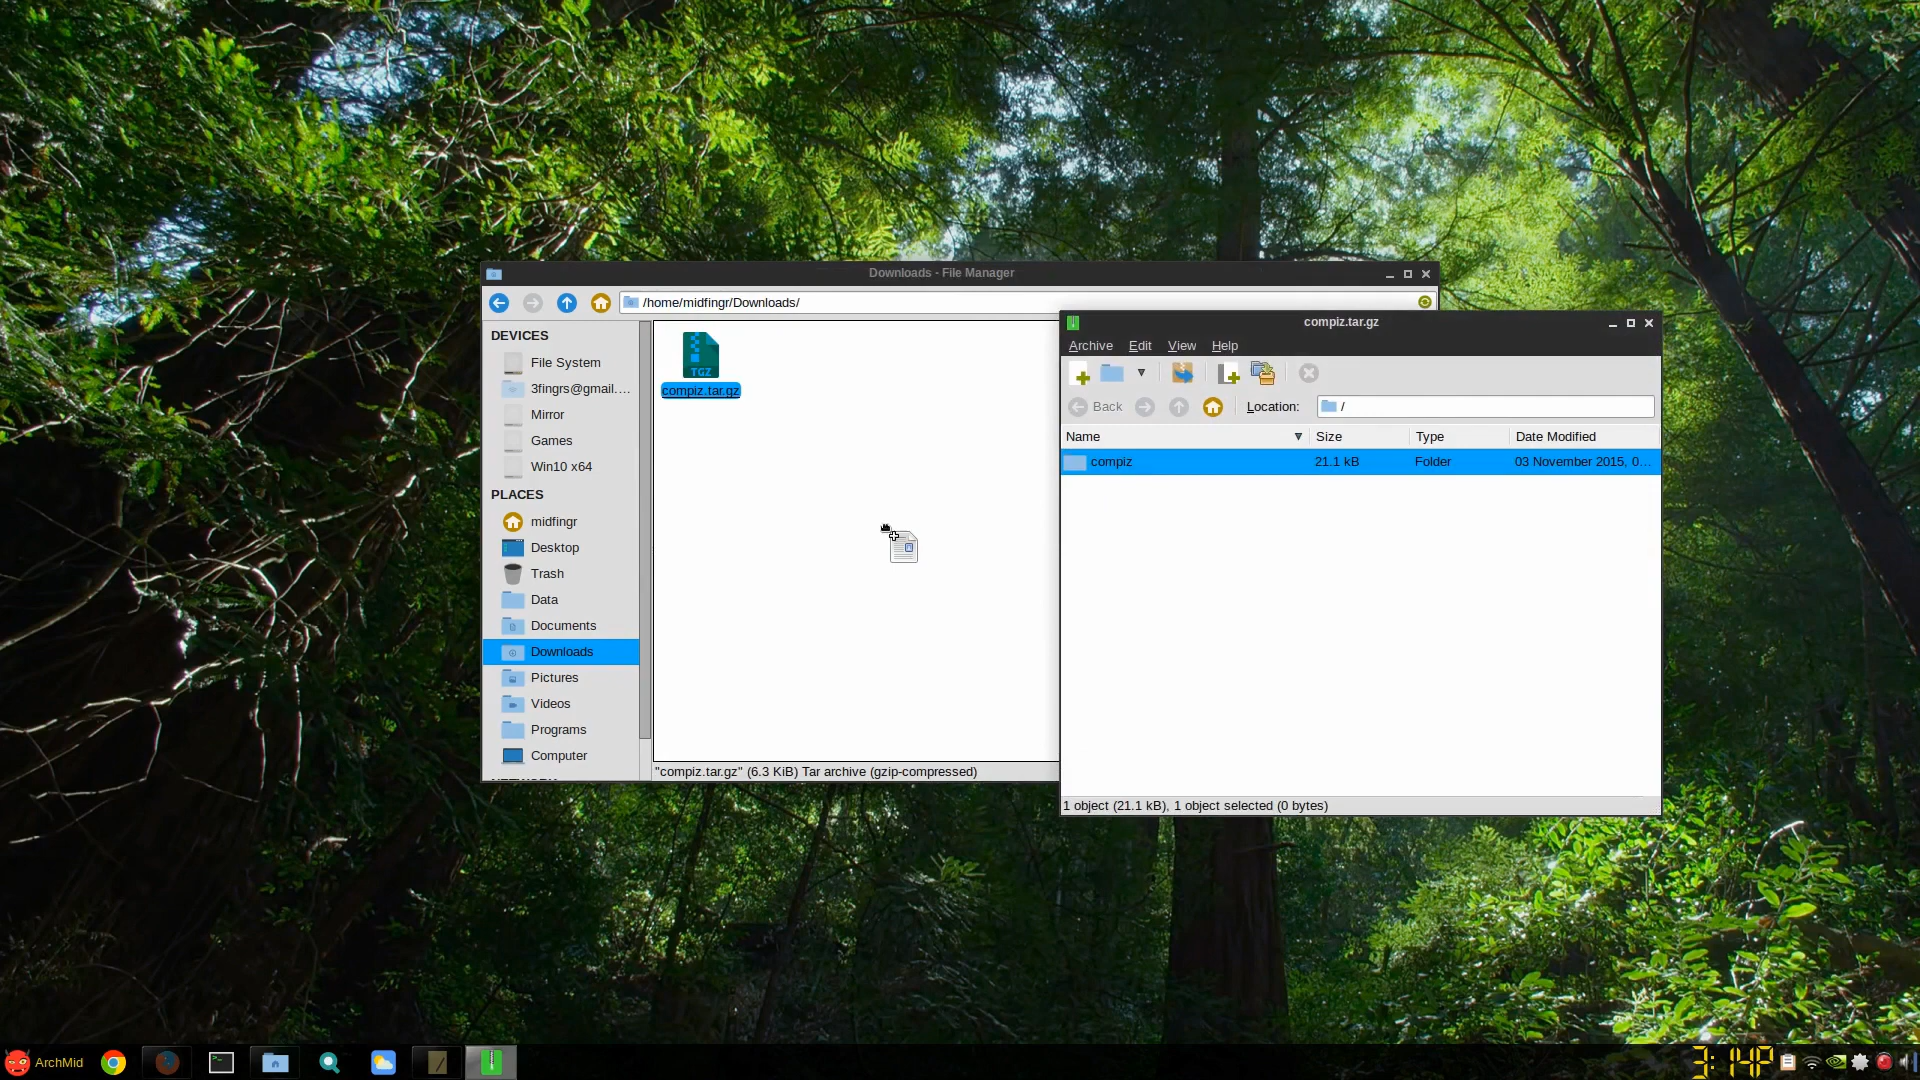 Downloads - File Manager
/home/midfingr/Downloads/
DEVICES
File System
3fingrs@gmail....
Mirror
Games
Win10 x64
PLACES
midfingr
Desktop
Trash
Data
Documents
Downloads
Pictures
Videos
Programs
Computer
TGZ
compiz.tar.gz
"compiz.tar.gz" (6.3 KiB) Tar archive (gzip-compressed)
compiz.tar.gz
Archive Edit View Help
Back Location: /
Name Size Type Date Modified
compiz 21.1 kB Folder 03 November 2015, 0...
1 object (21.1 kB), 1 object selected (0 bytes)
ArchMid
3:14P